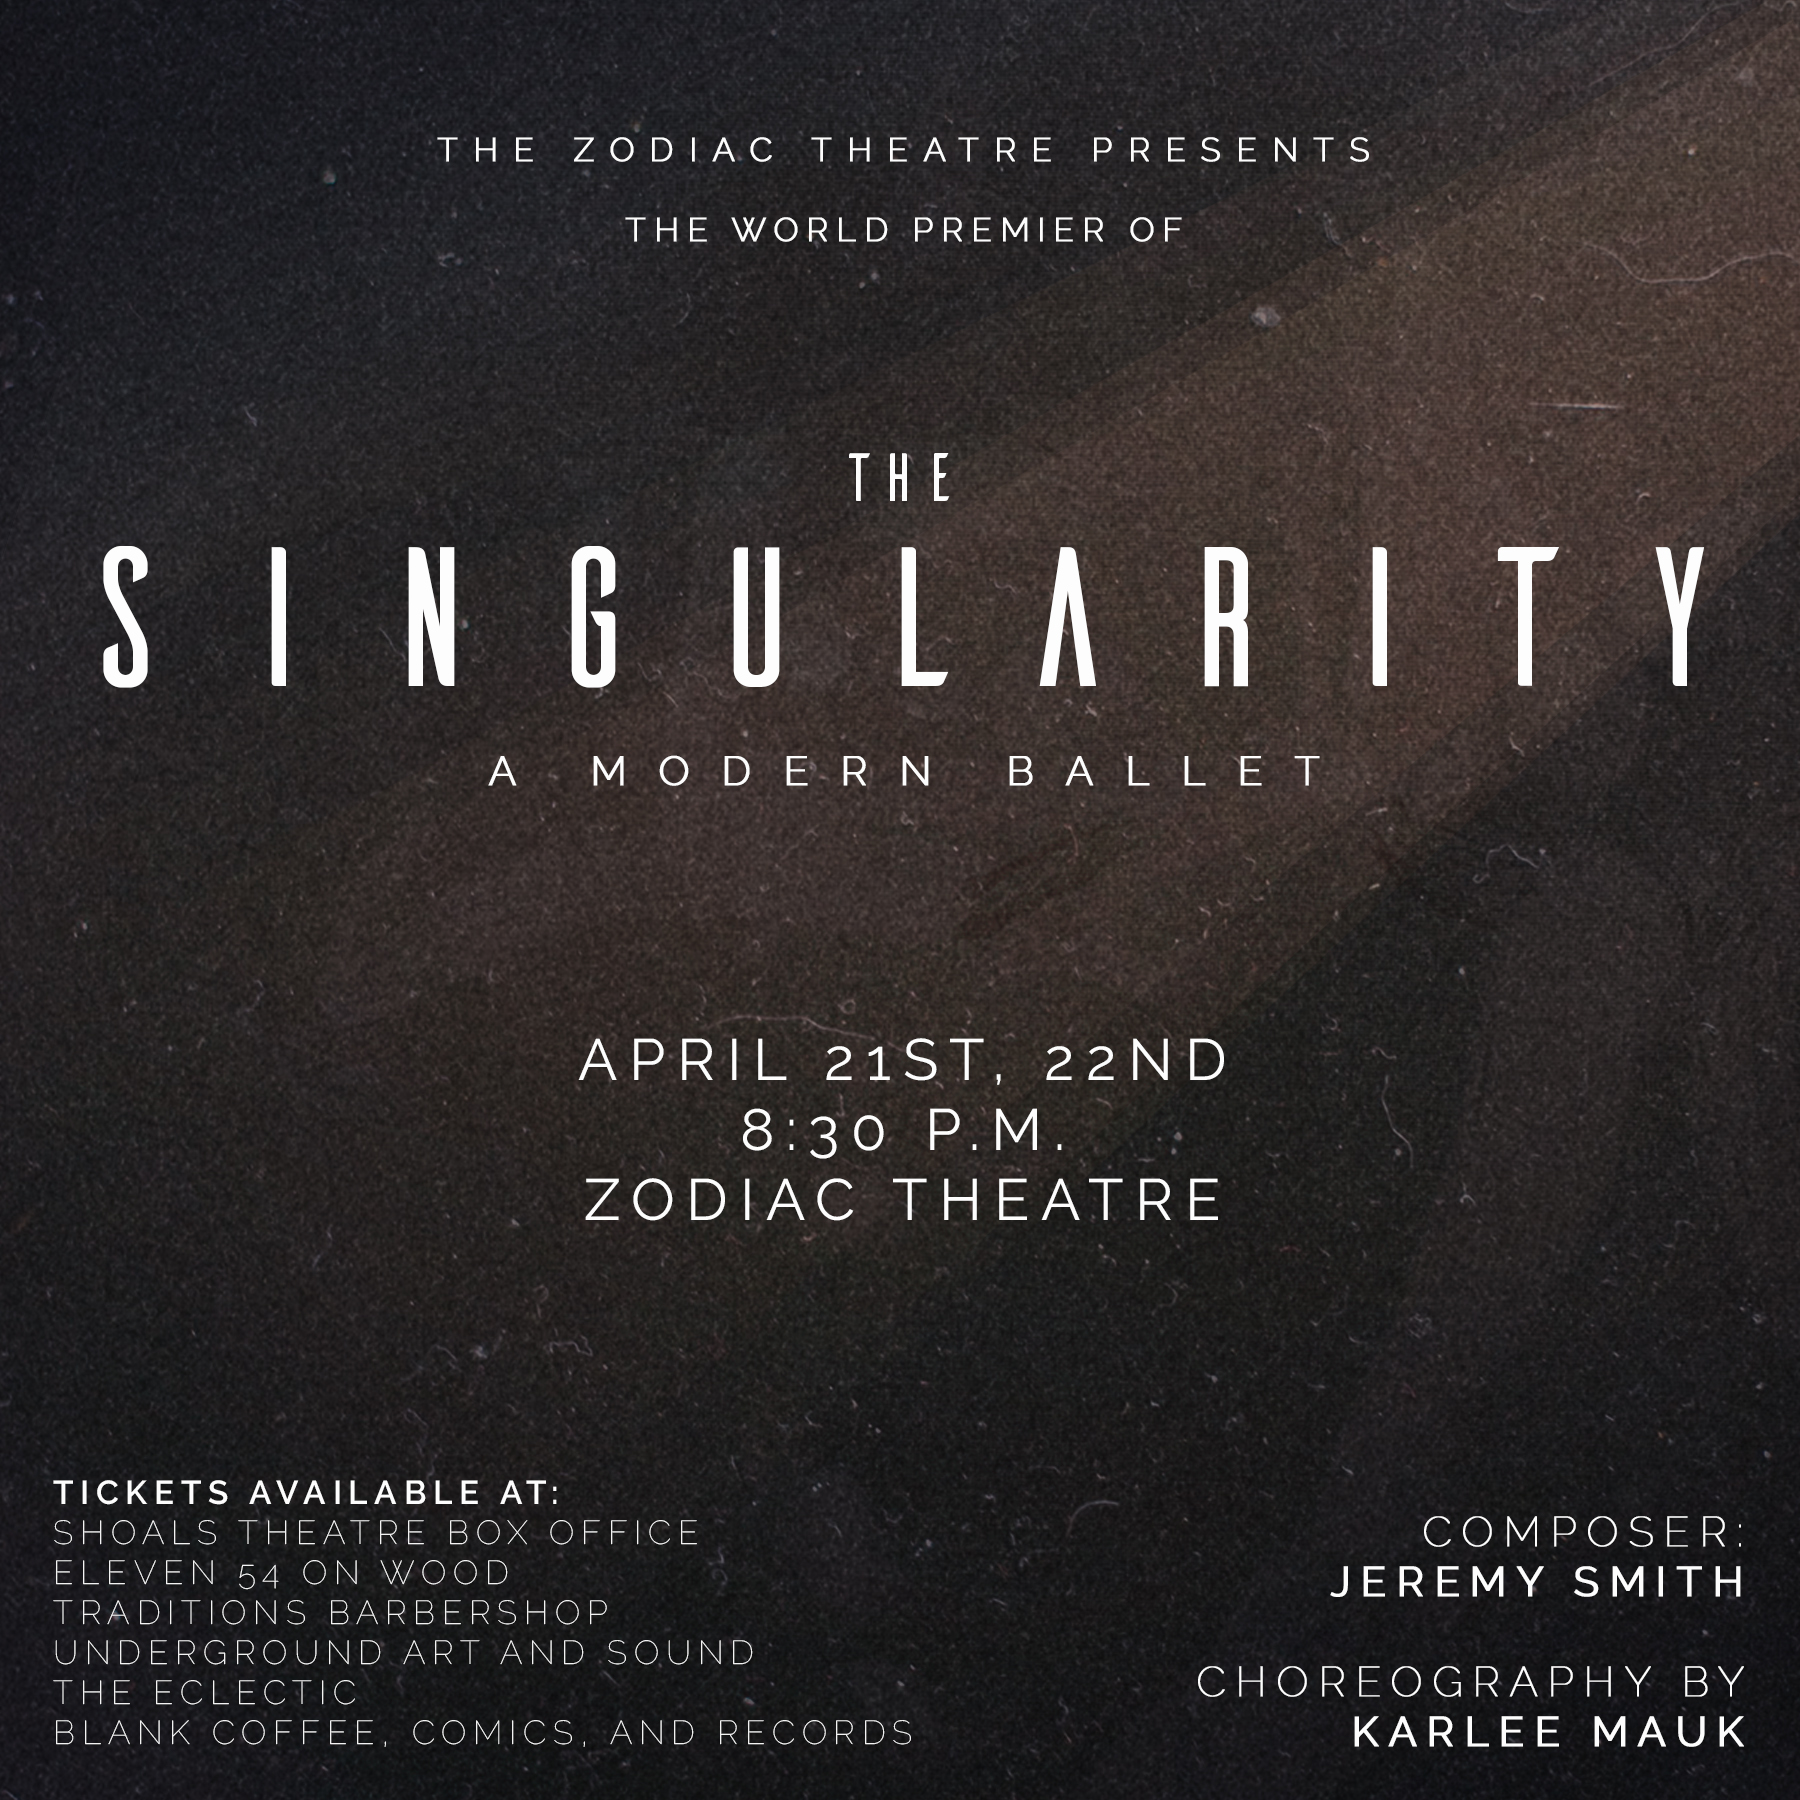 THE ZODIAC THEATRE PRESENTS
THE WORLD PREMIER OF
THE
SINGULARITY
A MODERN BALLET
APRIL 21ST, 22ND
8:30 P.M.
ZODIAC THEATRE
TICKETS AVAILABLE AT:
SHOALS THEATRE BOX OFFICE
ELEVEN 54 ON WOOD
TRADITIONS BARBERSHOP
UNDERGROUND ART AND SOUND
THE ECLECTIC
BLANK COFFEE, COMICS, AND RECORDS
COMPOSER:
JEREMY SMITH
CHOREOGRAPHY BY
KARLEE MAUK